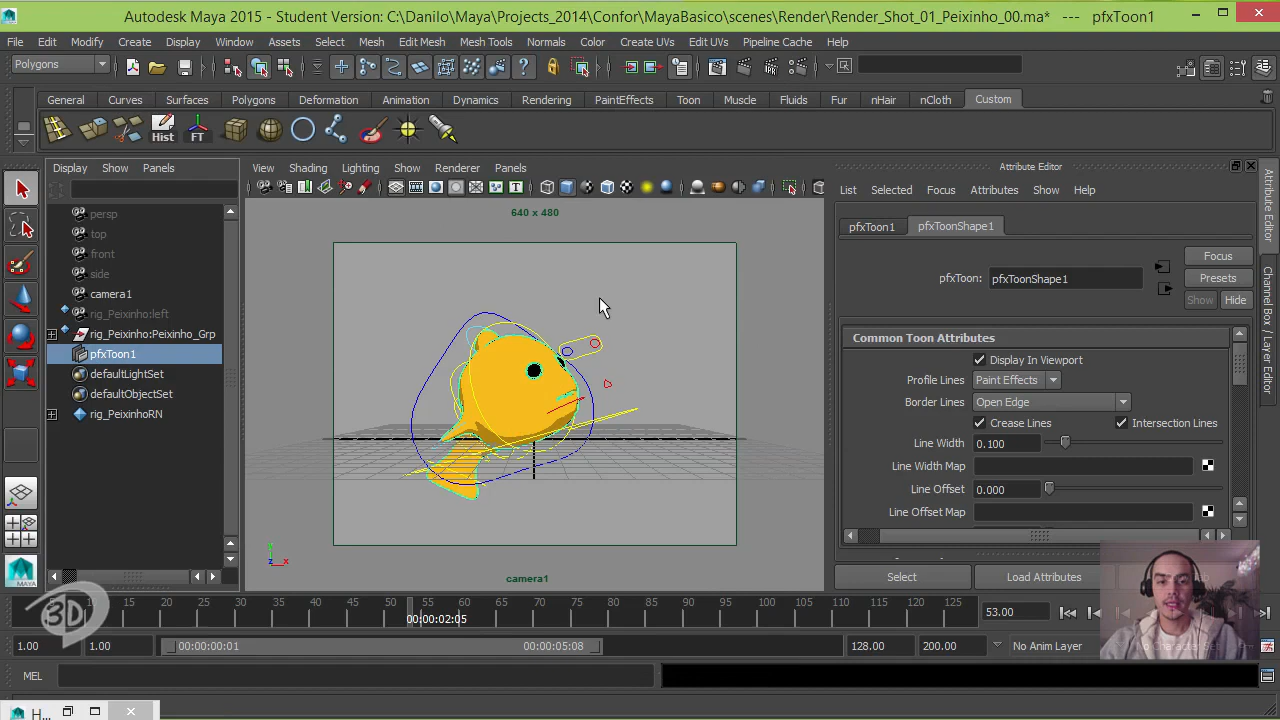 Autodesk Maya 2015 - Student Version: C:\Danilo\Maya\Projects_2014\Confor\MayaBasico\scenes\Render\Render_Shot_01_Peixinho_00.ma* --- pfxToon1
File Edit Modify Create Display Window Assets Select Mesh Edit Mesh Mesh Tools Normals Color Create UVs Edit UVs Pipeline Cache Help
Polygons
General Curves Surfaces Polygons Deformation Animation Dynamics Rendering PaintEffects Toon Muscle Fluids Fur nHair nCloth Custom
Hist FT
Display Show Panels
View Shading Lighting Show Renderer Panels
Attribute Editor
List Selected Focus Attributes Show Help
persp
top
front
side
camera1
rig_Peixinho:left
rig_Peixinho:Peixinho_Grp
pfxToon1
defaultLightSet
defaultObjectSet
rig_PeixinhoRN
640 x 480
camera1
pfxToon1 pfxToonShape1
Focus
pfxToon: pfxToonShape1
Presets
Show Hide
Common Toon Attributes
Display In Viewport
Profile Lines Paint Effects
Border Lines Open Edge
Crease Lines Intersection Lines
Line Width 0.100
Line Width Map
Line Offset 0.000
Line Offset Map
Select Load Attributes
Attribute Editor
Channel Box / Layer Editor
MAYA
3D
15 20 25 30 35 40 45 50 55 60 65 70 75 80 85 90 95 100 105 110 115 120 125
00:00:02:05
53.00
1.00 1.00 00:00:00:01 00:00:05:08 128.00 200.00 No Anim Layer
MEL
H...